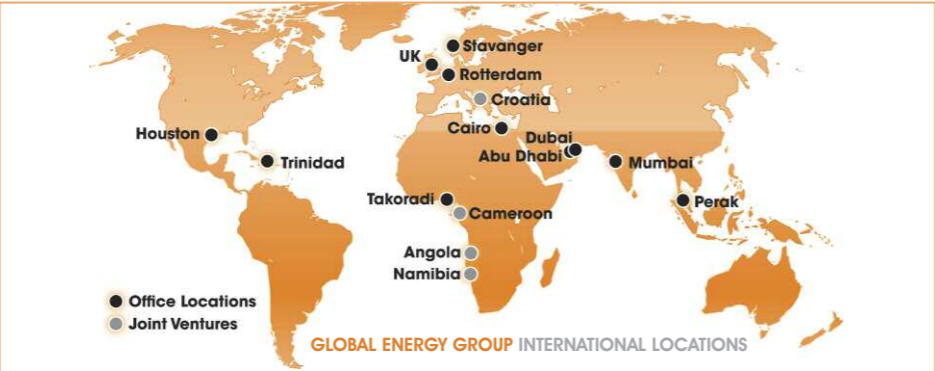 Stavanger
UK
Rotterdam
Croatia
Cairo
Dubai
Houston
Abu Dhabi
Trinidad
Mumbai
Takoradi
Perak
Cameroon
Angola
Namibia
Office Locations
Joint Ventures
GLOBAL ENERGY GROUP INTERNATIONAL LOCATIONS